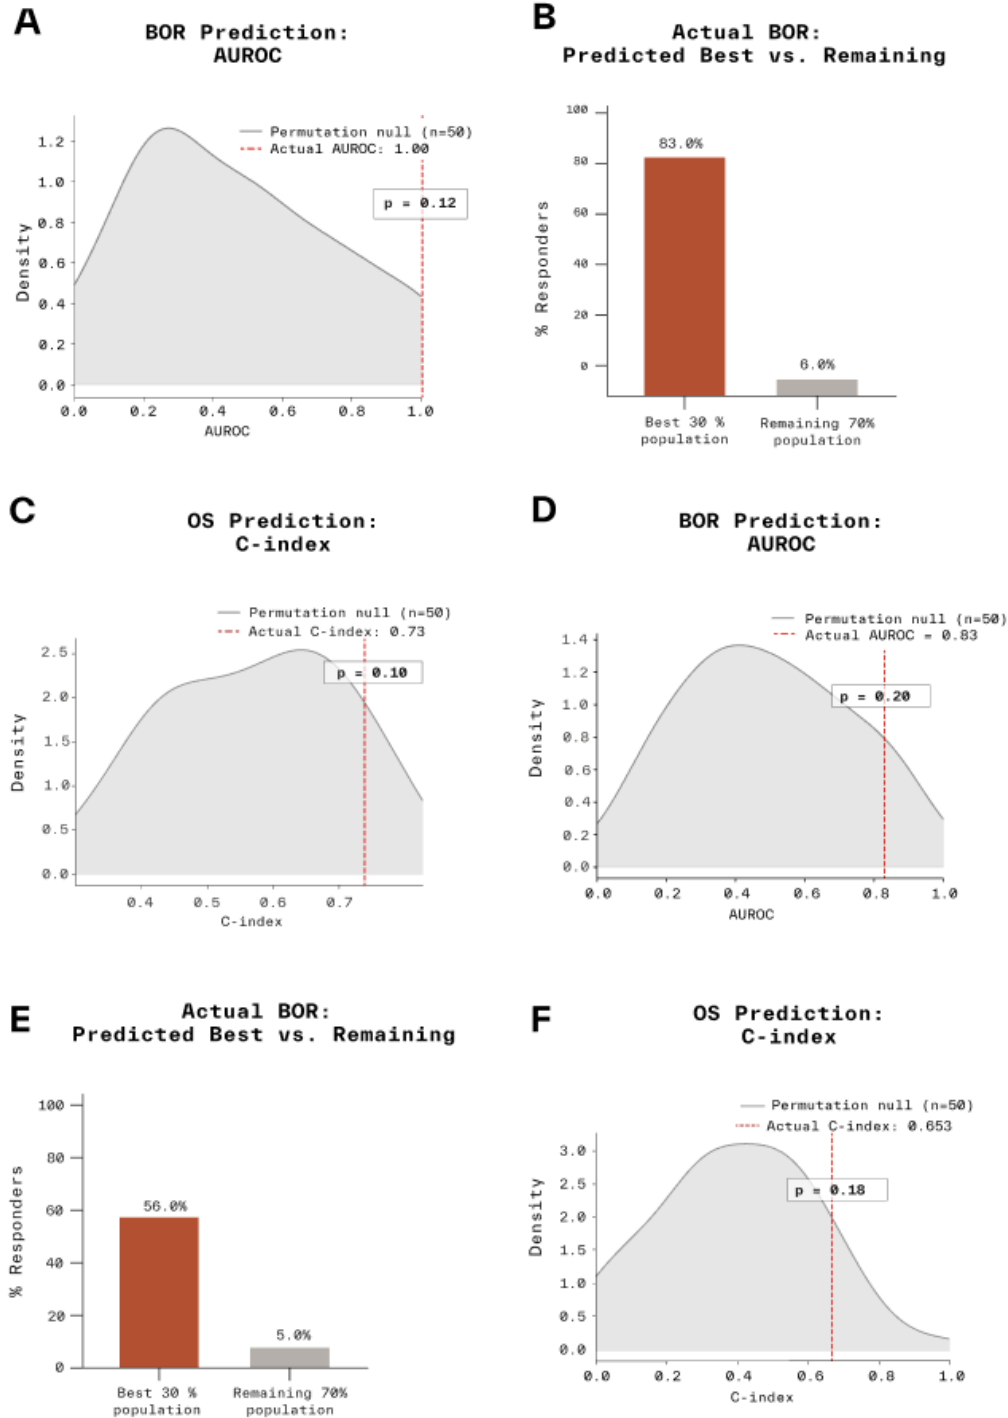 A
BOR Prediction:
AUROC
Permutation null (n=50)
Actual AUROC: 1.00
p = 0.12
Density
1.2
1.0
0.8
0.6
0.4
0.2
0.0
0.0 0.2 0.4 0.6 0.8 1.0
AUROC
B
Actual BOR:
Predicted Best vs. Remaining
% Responders
100
80
60
40
20
0
83.0%
6.0%
Best 30 %
population
Remaining 70%
population
C
OS Prediction:
C-index
Permutation null (n=50)
Actual C-index: 0.73
p = 0.10
Density
2.5
2.0
1.5
1.0
0.5
0.0
0.4 0.5 0.6 0.7
C-index
D
BOR Prediction:
AUROC
Permutation null (n=50)
Actual AUROC = 0.83
p = 0.20
Density
1.4
1.2
1.0
0.8
0.6
0.4
0.2
0.0
0.0 0.2 0.4 0.6 0.8 1.0
AUROC
E
Actual BOR:
Predicted Best vs. Remaining
% Responders
100
80
60
40
20
0
56.0%
5.0%
Best 30 %
population
Remaining 70%
population
F
OS Prediction:
C-index
Permutation null (n=50)
Actual C-index: 0.653
p = 0.18
Density
3.0
2.5
2.0
1.5
1.0
0.5
0.0
0.0 0.2 0.4 0.6 0.8 1.0
C-index